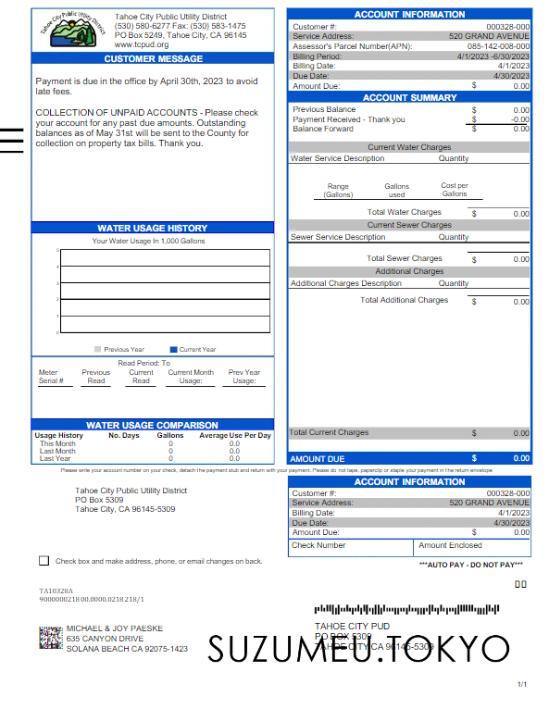 Tahoe City Public Utility District
(530) 580-6277 Fax: (530) 583-1475
PO Box 5249, Tahoe City, CA 96145
www.tcpud.org
CUSTOMER MESSAGE
Payment is due in the office by April 30th, 2023 to avoid
late fees.
COLLECTION OF UNPAID ACCOUNTS - Please check
your account for any past due amounts. Outstanding
balances as of May 31st will be sent to the County for
collection on property tax bills. Thank you.
WATER USAGE HISTORY
Your Water Usage In 1,000 Gallons
5
4
3
2
1
0
Previous Year Current Year
Read Period: To
Meter Serial # Previous Read Current Read Current Month Usage: Prev Year Usage:
WATER USAGE COMPARISON
Usage History No. Days Gallons Average Use Per Day
This Month 0 0.0
Last Month 0 0.0
Last Year 0 0.0
ACCOUNT INFORMATION
Customer #: 000328-000
Service Address: 520 GRAND AVENUE
Assessor's Parcel Number(APN): 085-142-008-000
Billing Period: 4/1/2023 -6/30/2023
Billing Date: 4/1/2023
Due Date: 4/30/2023
Amount Due: $ 0.00
ACCOUNT SUMMARY
Previous Balance $ 0.00
Payment Received - Thank you $ -0.00
Balance Forward $ 0.00
Current Water Charges
Water Service Description Quantity
Range (Gallons) Gallons used Cost per Gallons
Total Water Charges $ 0.00
Current Sewer Charges
Sewer Service Description Quantity
Total Sewer Charges $ 0.00
Additional Charges
Additional Charges Description Quantity
Total Additional Charges $ 0.00
Total Current Charges $ 0.00
AMOUNT DUE $ 0.00
Please write your account number on your check, detach the payment stub and return with your payment. Please do not tape, paperclip or staple your payment in the return envelope.
Tahoe City Public Utility District
PO Box 5309
Tahoe City, CA 96145-5309
Check box and make address, phone, or email changes on back.
ACCOUNT INFORMATION
Customer #: 000328-000
Service Address: 520 GRAND AVENUE
Billing Date: 4/1/2023
Due Date: 4/30/2023
Amount Due: $ 0.00
Check Number Amount Enclosed
***AUTO PAY - DO NOT PAY***
TA10328A
MICHAEL & JOY PAESKE
635 CANYON DRIVE
SOLANA BEACH CA 92075-1423
TAHOE CITY PUD
PO BOX 5309
TAHOE CITY CA 96145-5309
SUZUMEU.TOKYO
1/1